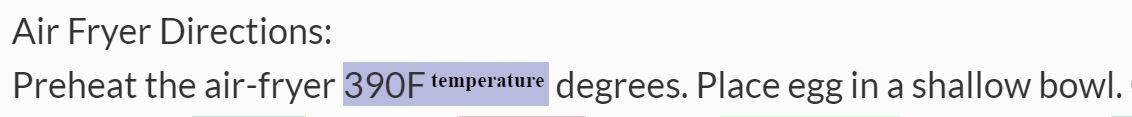 Air Fryer Directions:
Preheat the air-fryer 390F temperature degrees. Place egg in a shallow bowl.